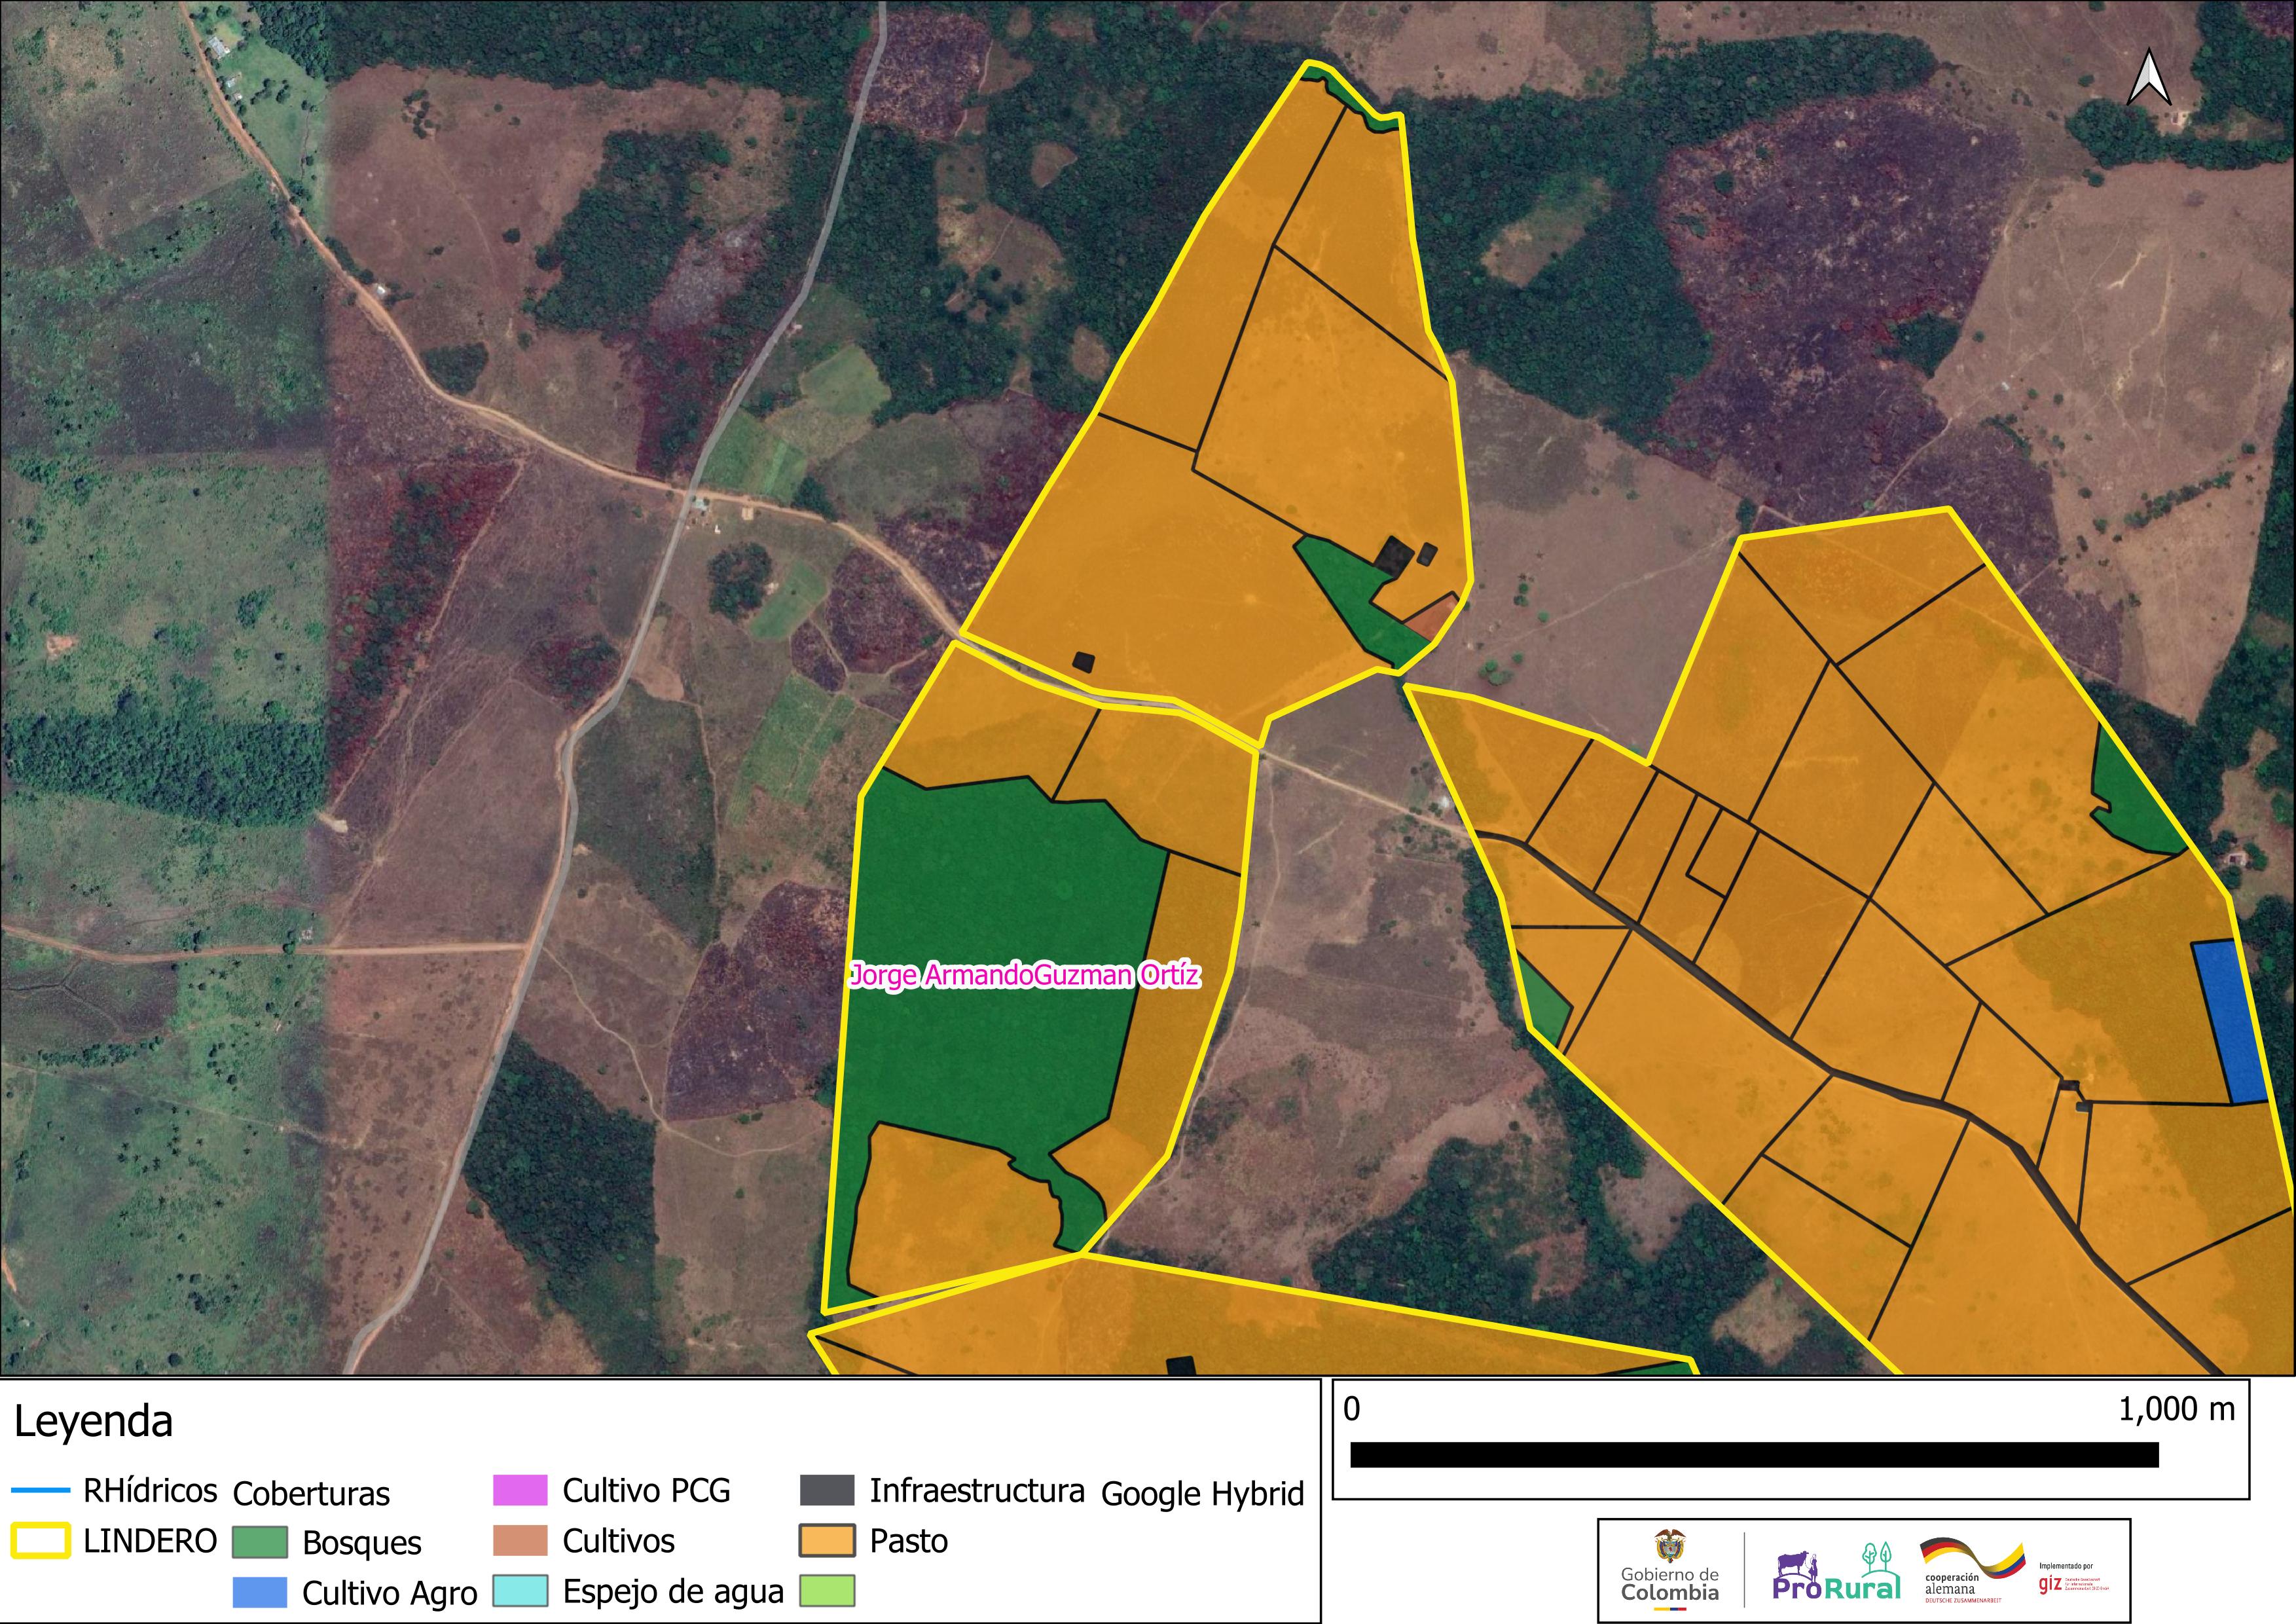 Jorge ArmandoGuzman Ortíz
Leyenda
RHídricos
LINDERO
Coberturas
Bosques
Cultivo Agro
Cultivo PCG
Cultivos
Espejo de agua
Infraestructura
Pasto
Google Hybrid
0 1,000 m
Gobierno de
Colombia
ProRural
cooperación
alemana
DEUTSCHE ZUSAMMENARBEIT
Implementado por
giz